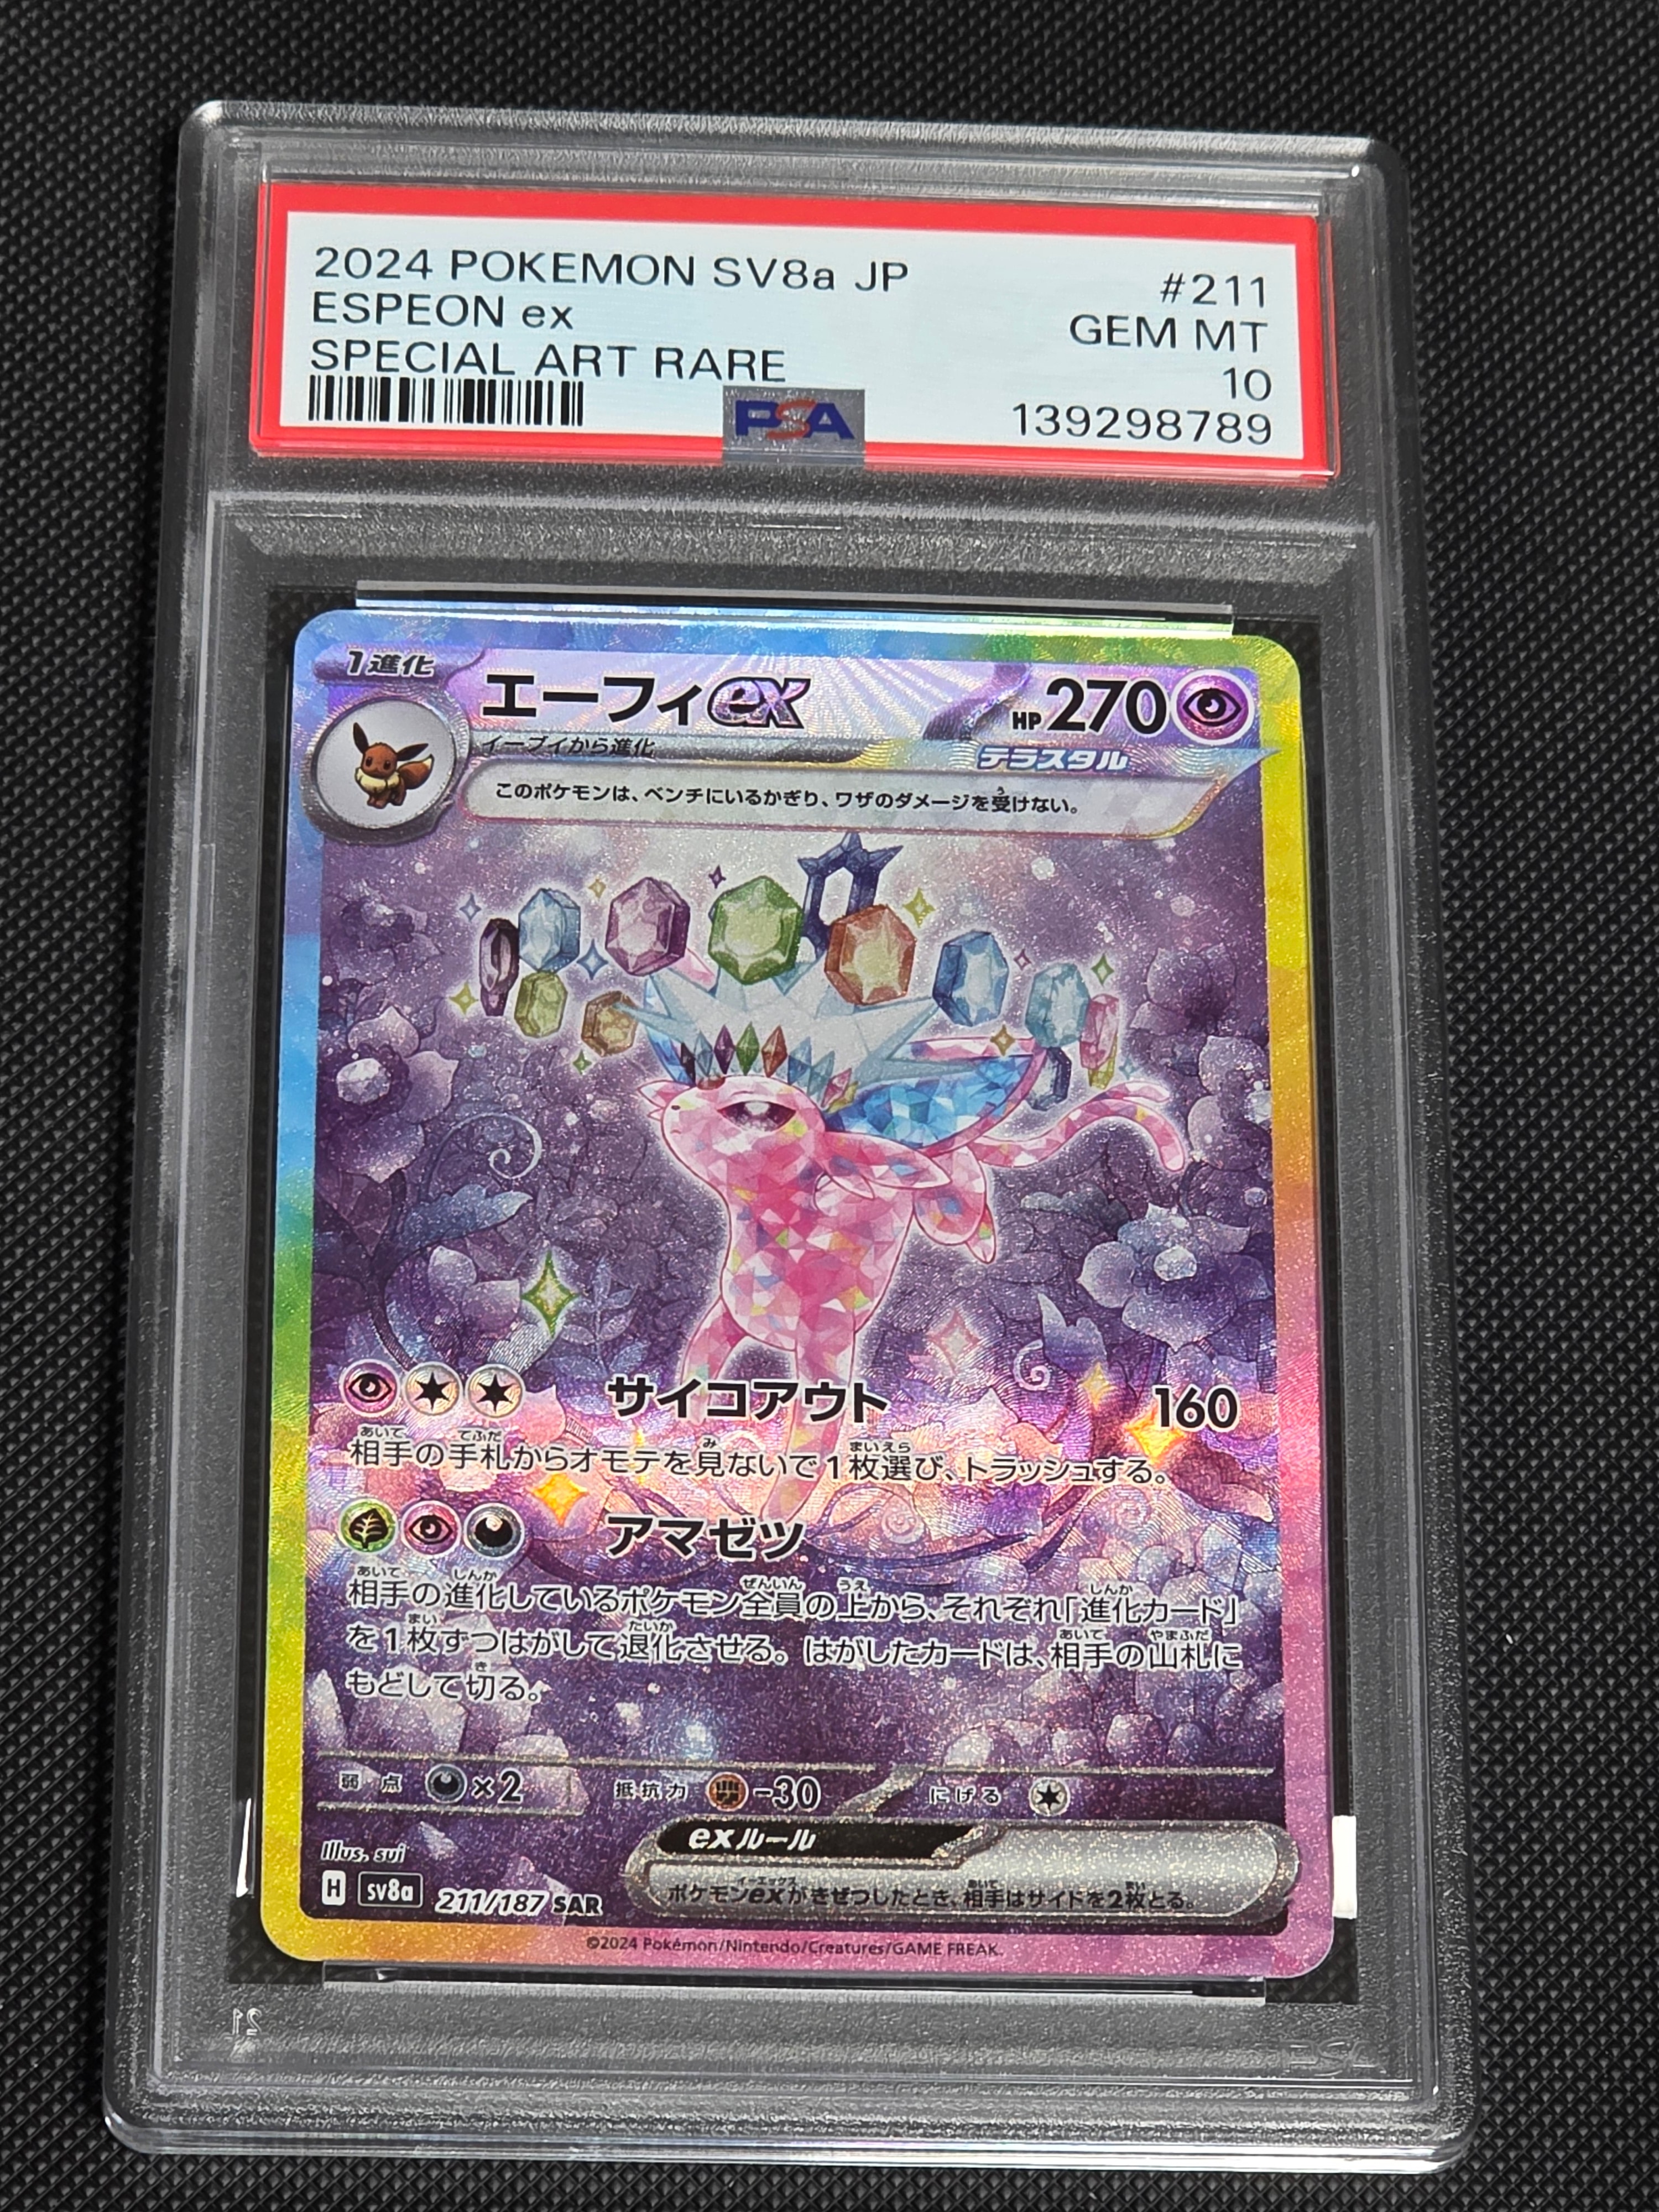 2024 POKEMON SV8a JP
#211
ESPEON ex
GEM MT
SPECIAL ART RARE
10
PSA
139298789
1進化
エーフィex
HP 270
イーブイから進化
テラスタル
このポケモンは、ベンチにいるかぎり、ワザのダメージを受けない。
サイコアウト 160
相手の手札からオモテを見ないで1枚選び、トラッシュする。
アマゼツ
相手の進化しているポケモン全員の上から、それぞれ「進化カード」
を1枚ずつはがして退化させる。はがしたカードは、相手の山札に
もどして切る。
弱点 ×2 抵抗力 -30 にげる
exルール
ポケモンexがきぜつしたとき、相手はサイドを2枚とる。
Illus. sui
H sv8a 211/187 SAR
©2024 Pokémon/Nintendo/Creatures/GAME FREAK.